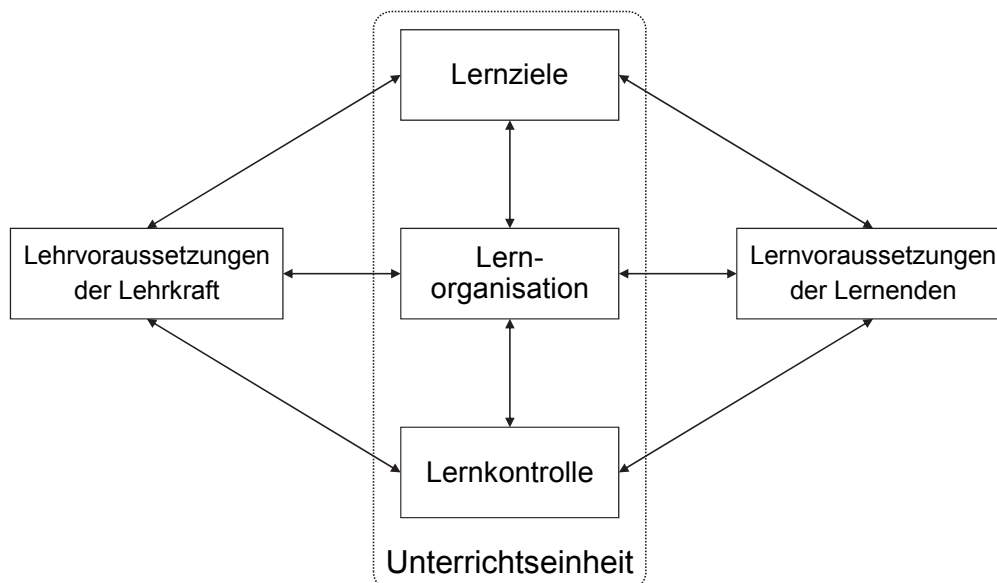 Lernziele
Lehrvoraussetzungen
der Lehrkraft
Lern-
organisation
Lernvoraussetzungen
der Lernenden
Lernkontrolle
Unterrichtseinheit